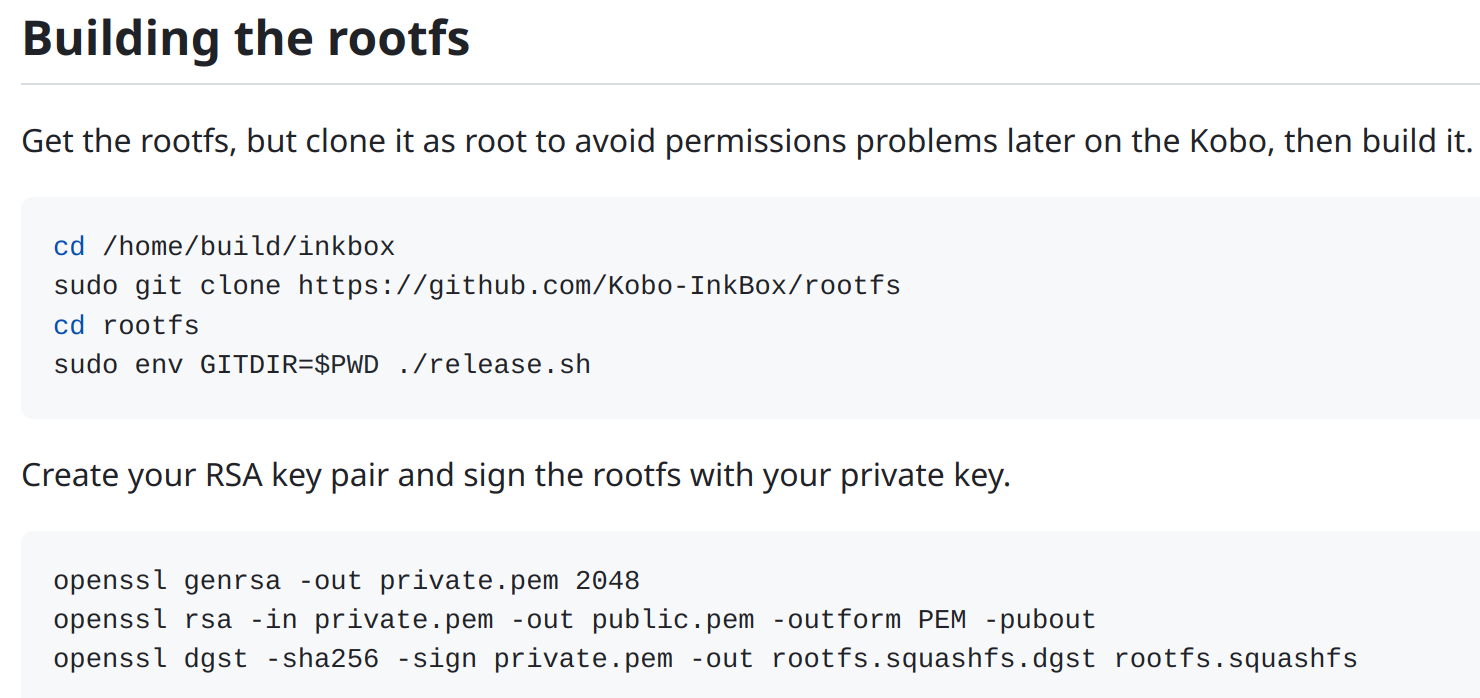 Building the rootfs
Get the rootfs, but clone it as root to avoid permissions problems later on the Kobo, then build it.
cd /home/build/inkbox
sudo git clone https://github.com/Kobo-InkBox/rootfs
cd rootfs
sudo env GITDIR=$PWD ./release.sh
Create your RSA key pair and sign the rootfs with your private key.
openssl genrsa -out private.pem 2048
openssl rsa -in private.pem -out public.pem -outform PEM -pubout
openssl dgst -sha256 -sign private.pem -out rootfs.squashfs.dgst rootfs.squashfs